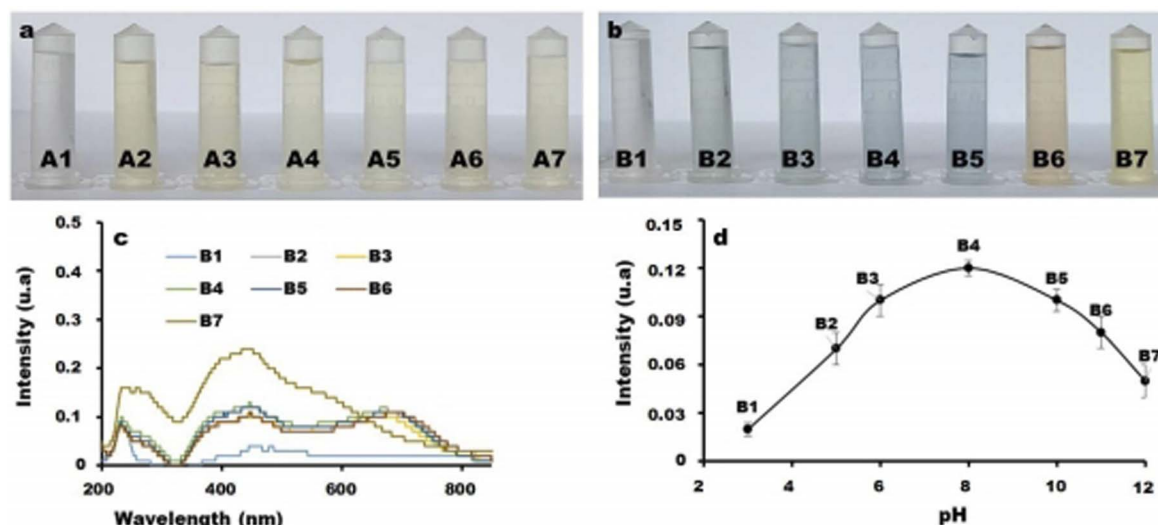 a
A1 A2 A3 A4 A5 A6 A7
b
B1 B2 B3 B4 B5 B6 B7
c
0.5
0.4
0.3
0.2
0.1
0
Intensity (u.a)
B1 B2 B3
B4 B5 B6
B7
200 400 600 800
Wavelength (nm)
d
0.15
0.12
0.09
0.06
0.03
0
Intensity (u.a)
B1
B2
B3
B4
B5
B6
B7
2 4 6 8 10 12
pH